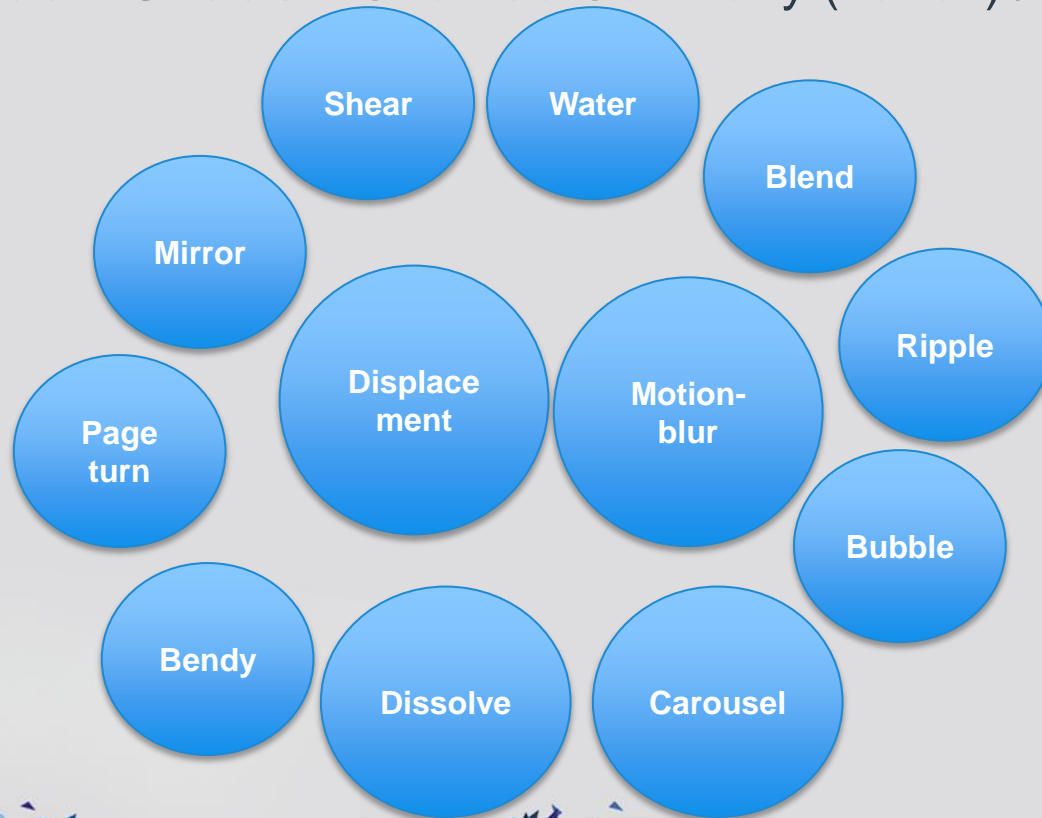 Shear
Water
Blend
Mirror
Ripple
Displace
ment
Motion-
blur
Page
turn
Bubble
Bendy
Dissolve
Carousel